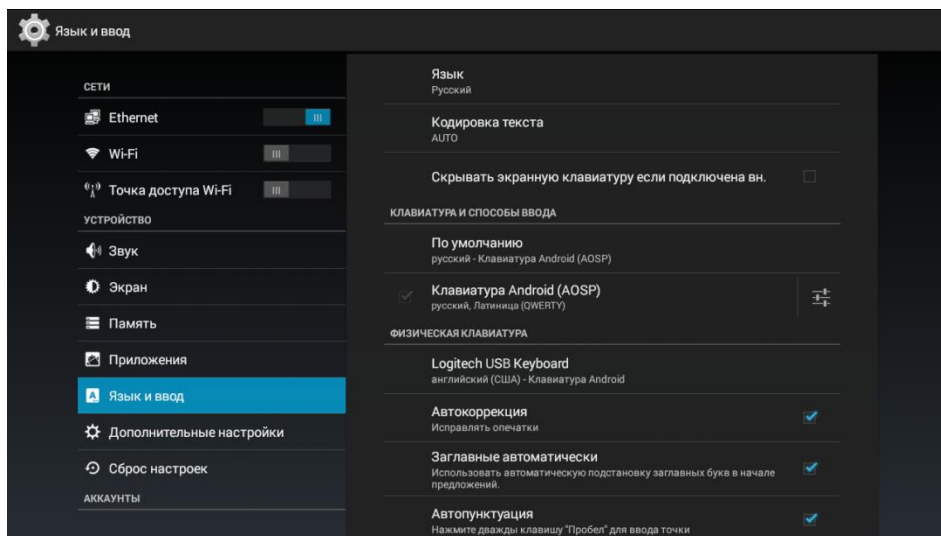 Язык и ввод
СЕТИ
Ethernet
Wi-Fi
Точка доступа Wi-Fi
УСТРОЙСТВО
Звук
Экран
Память
Приложения
Язык и ввод
Дополнительные настройки
Сброс настроек
АККАУНТЫ
Язык
Русский
Кодировка текста
AUTO
Скрывать экранную клавиатуру если подключена вн.
КЛАВИАТУРА И СПОСОБЫ ВВОДА
По умолчанию
русский - Клавиатура Android (AOSP)
Клавиатура Android (AOSP)
русский, Латиница (QWERTY)
ФИЗИЧЕСКАЯ КЛАВИАТУРА
Logitech USB Keyboard
английский (США) - Клавиатура Android
Автокоррекция
Исправлять опечатки
Заглавные автоматически
Использовать автоматическую подстановку заглавных букв в начале
предложений.
Автопунктуация
Нажмите дважды клавишу "Пробел" для ввода точки